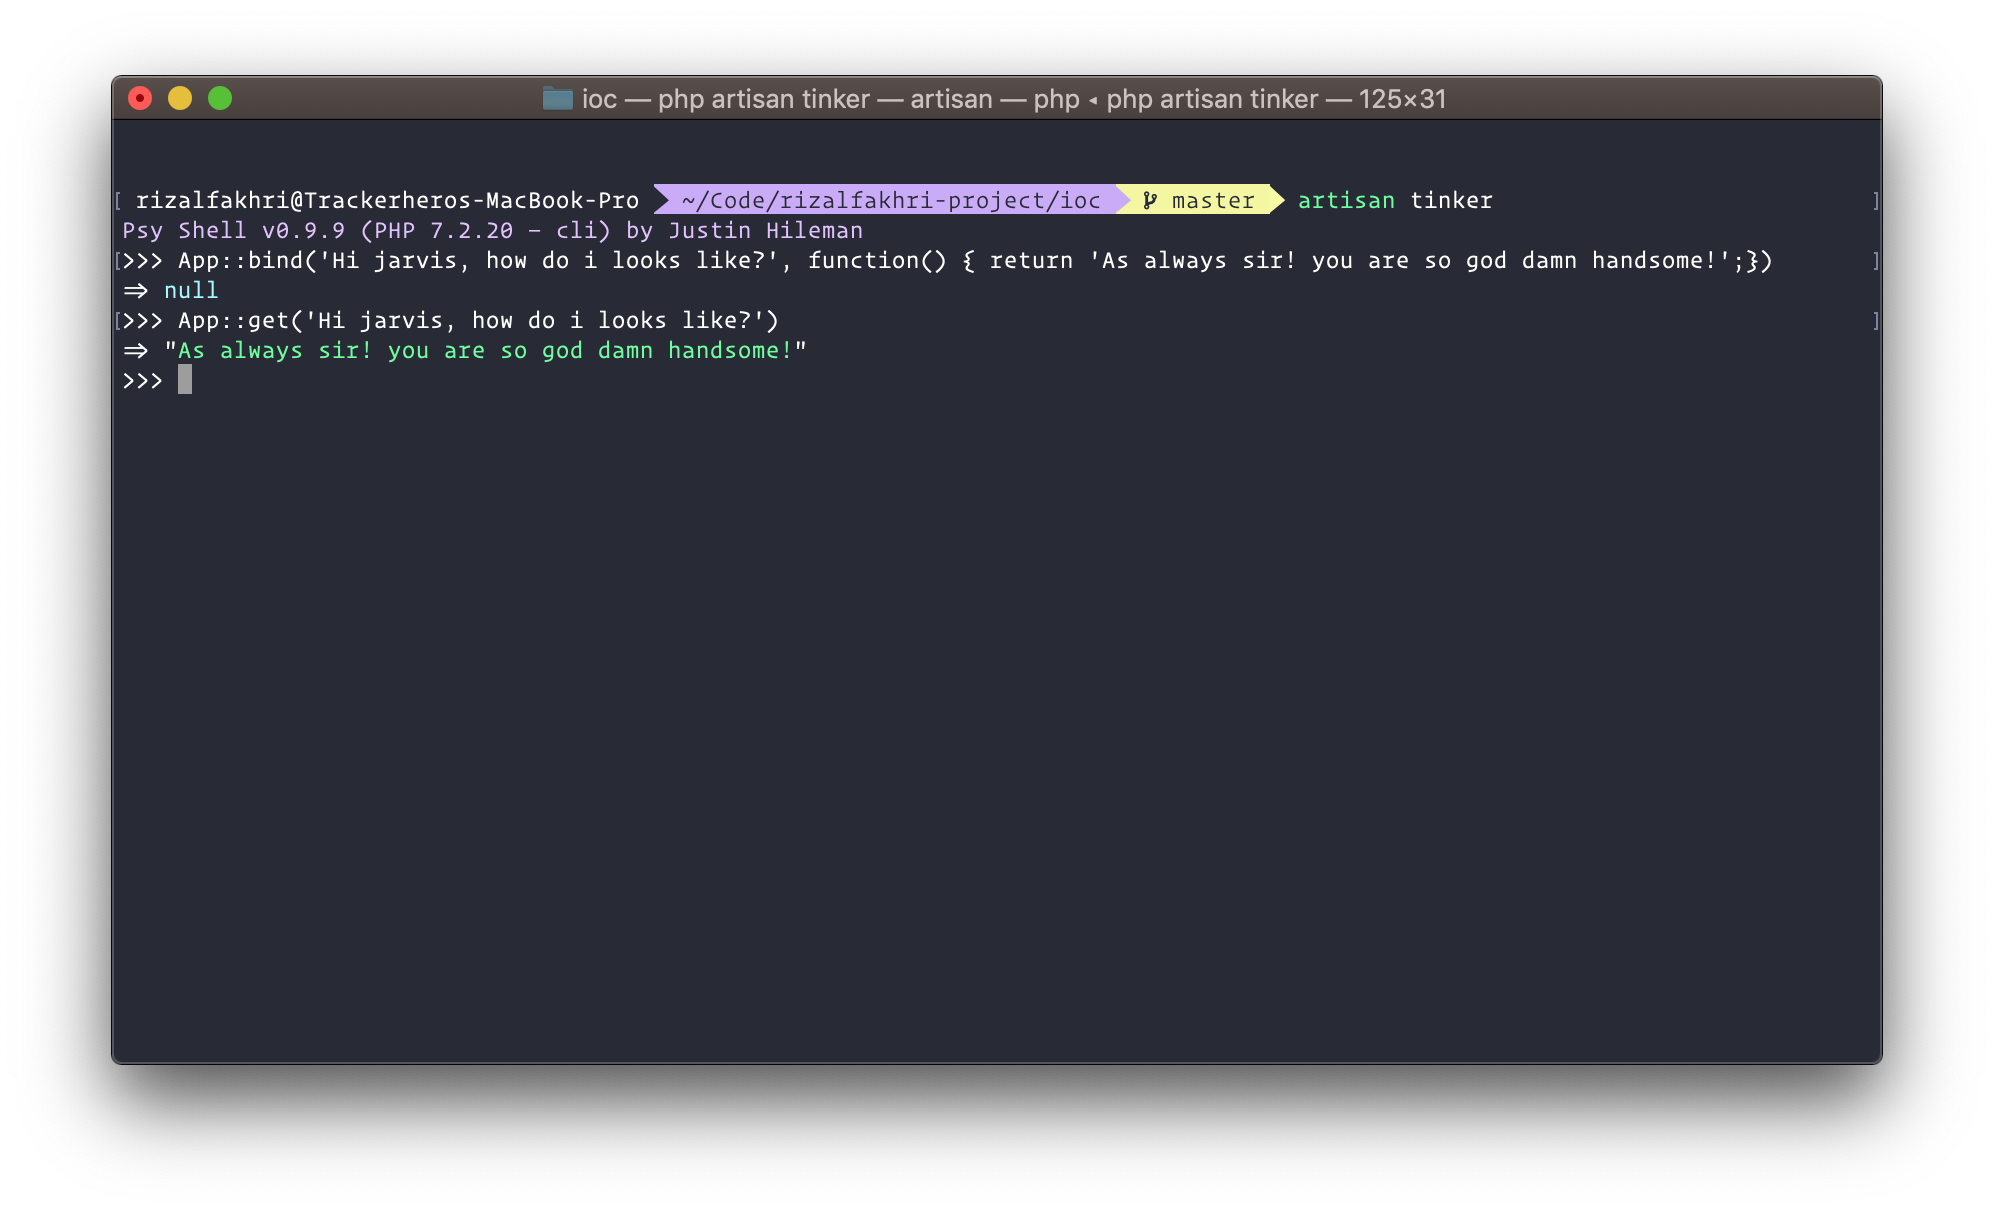 ioc — php artisan tinker — artisan — php ◂ php artisan tinker — 125×31
[ rizalfakhri@Trackerheros-MacBook-Pro ~/Code/rizalfakhri-project/ioc master artisan tinker ]
Psy Shell v0.9.9 (PHP 7.2.20 — cli) by Justin Hileman
[>>> App::bind('Hi jarvis, how do i looks like?', function() { return 'As always sir! you are so god damn handsome!';}) ]
=> null
[>>> App::get('Hi jarvis, how do i looks like?') ]
=> "As always sir! you are so god damn handsome!"
>>>